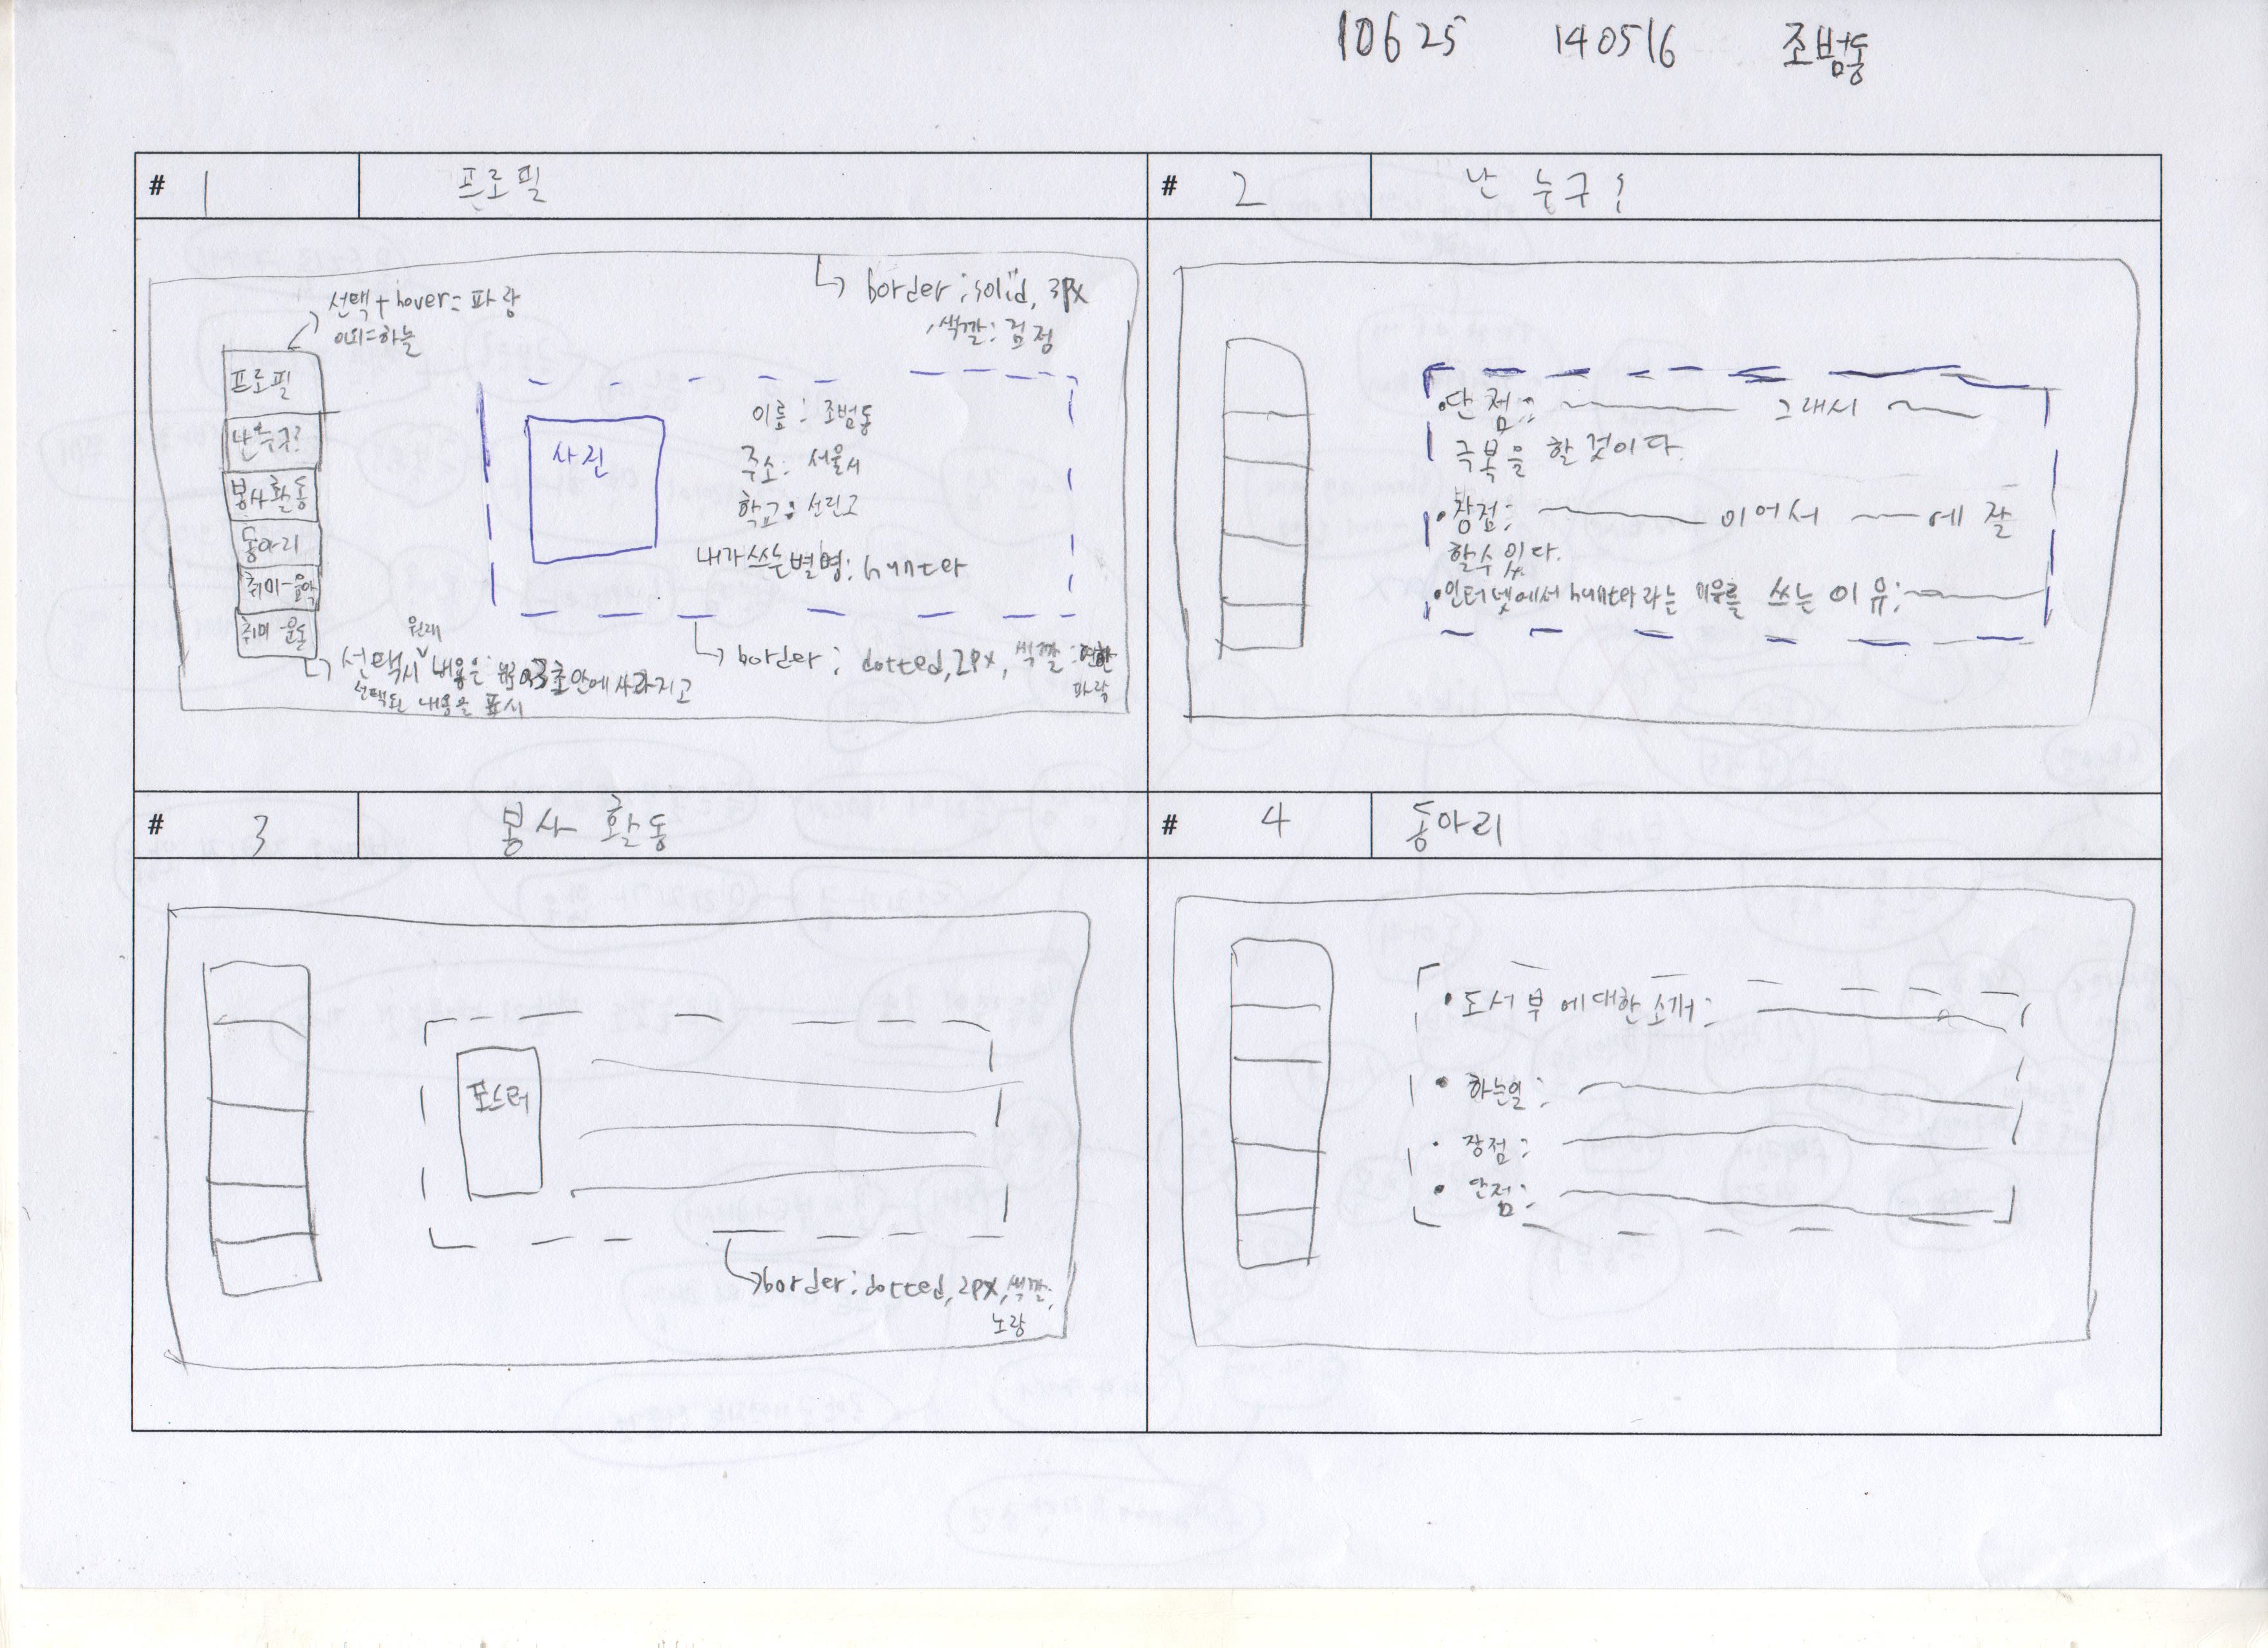 10625 140516 조범동
# 1 프로필
선택+hover=파랑
이외=하늘
border:solid, 3px
, 색깔: 검정
프로필
난누구?
봉사활동
동아리
취미-음악
취미-운동
사진
이름: 조범동
주소: 서울시
학교: 선린고
내가쓰는별명: hunter
원래
선택시 내용은 0.3초안에사라지고
선택된 내용을 표시
border: dotted, 2px, 색깔: 연한
파랑
# 2 난 누구?
•단점: 그래서
극복을 할것이다.
•장점: 이어서 에 잘
할수있다.
•인터넷에서 hunter라는 쓰는 이유:
# 3 봉사 활동
포스터
border: dotted, 2px, 색깔:
노랑
# 4 동아리
•도서부에대한소개:
• 하는일:
• 장점:
• 단점: